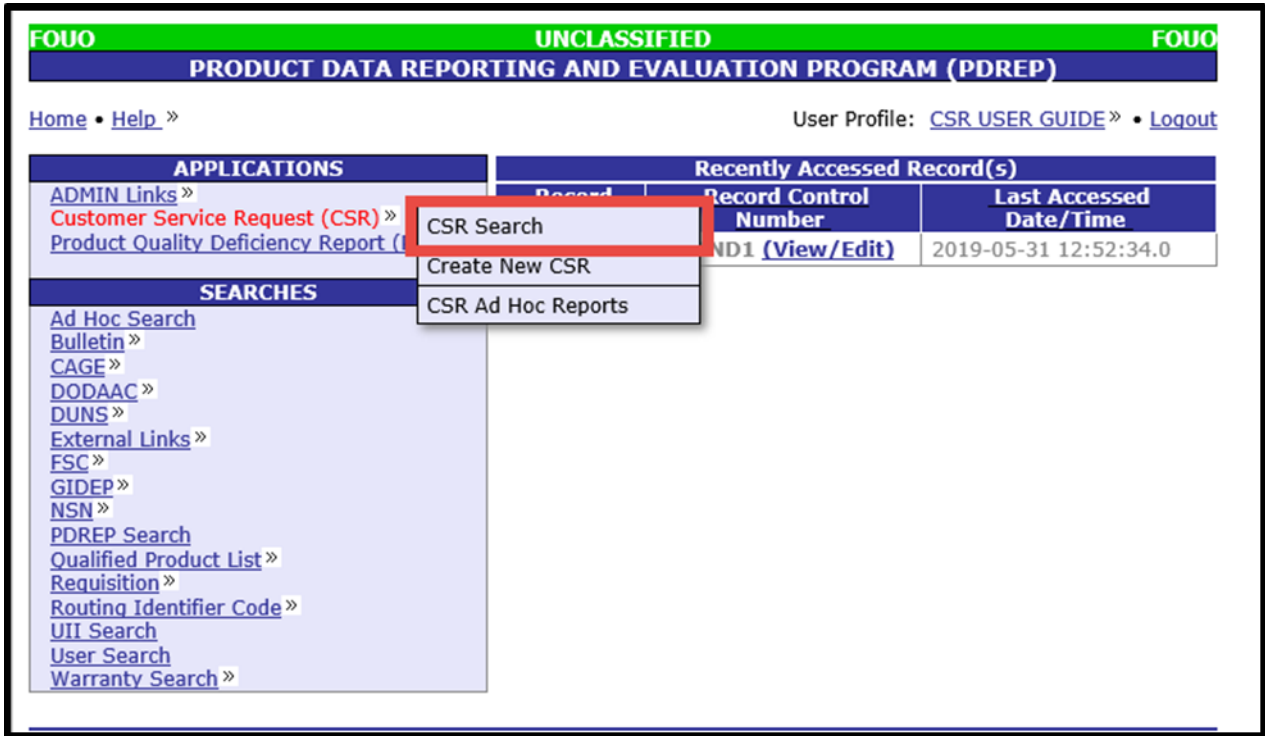 FOUO UNCLASSIFIED FOUO
PRODUCT DATA REPORTING AND EVALUATION PROGRAM (PDREP)
Home • Help » User Profile: CSR USER GUIDE » • Logout
APPLICATIONS
ADMIN Links »
Customer Service Request (CSR) »
Product Quality Deficiency Report (
CSR Search
Create New CSR
CSR Ad Hoc Reports
Recently Accessed Record(s)
Record
Record Control Number
Last Accessed Date/Time
ND1 (View/Edit) 2019-05-31 12:52:34.0
SEARCHES
Ad Hoc Search
Bulletin »
CAGE »
DODAAC »
DUNS »
External Links »
FSC »
GIDEP »
NSN »
PDREP Search
Qualified Product List »
Requisition »
Routing Identifier Code »
UII Search
User Search
Warranty Search »